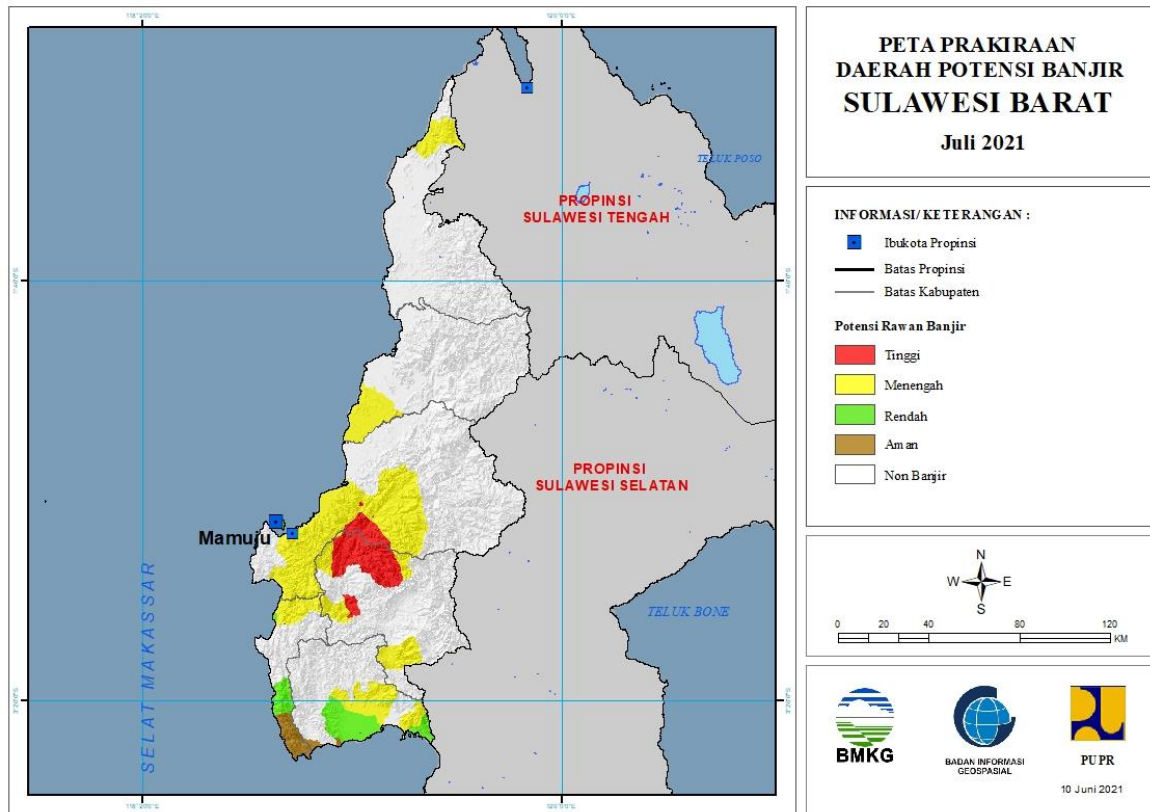 PETA PRAKIRAAN
DAERAH POTENSI BANJIR
SULAWESI BARAT
Juli 2021
TELUK POSO
PROPINSI
SULAWESI TENGAH
PROPINSI
SULAWESI SELATAN
Mamuju
SELAT MAKASSAR
TELUK BONE
INFORMASI/ KETERANGAN :
Ibukota Propinsi
Batas Propinsi
Batas Kabupaten
Potensi Rawan Banjir
Tinggi
Menengah
Rendah
Aman
Non Banjir
N
W E
S
0 20 40 80 120
KM
BMKG
BADAN INFORMASI
GEOSPASIAL
PUPR
10 Juni 2021